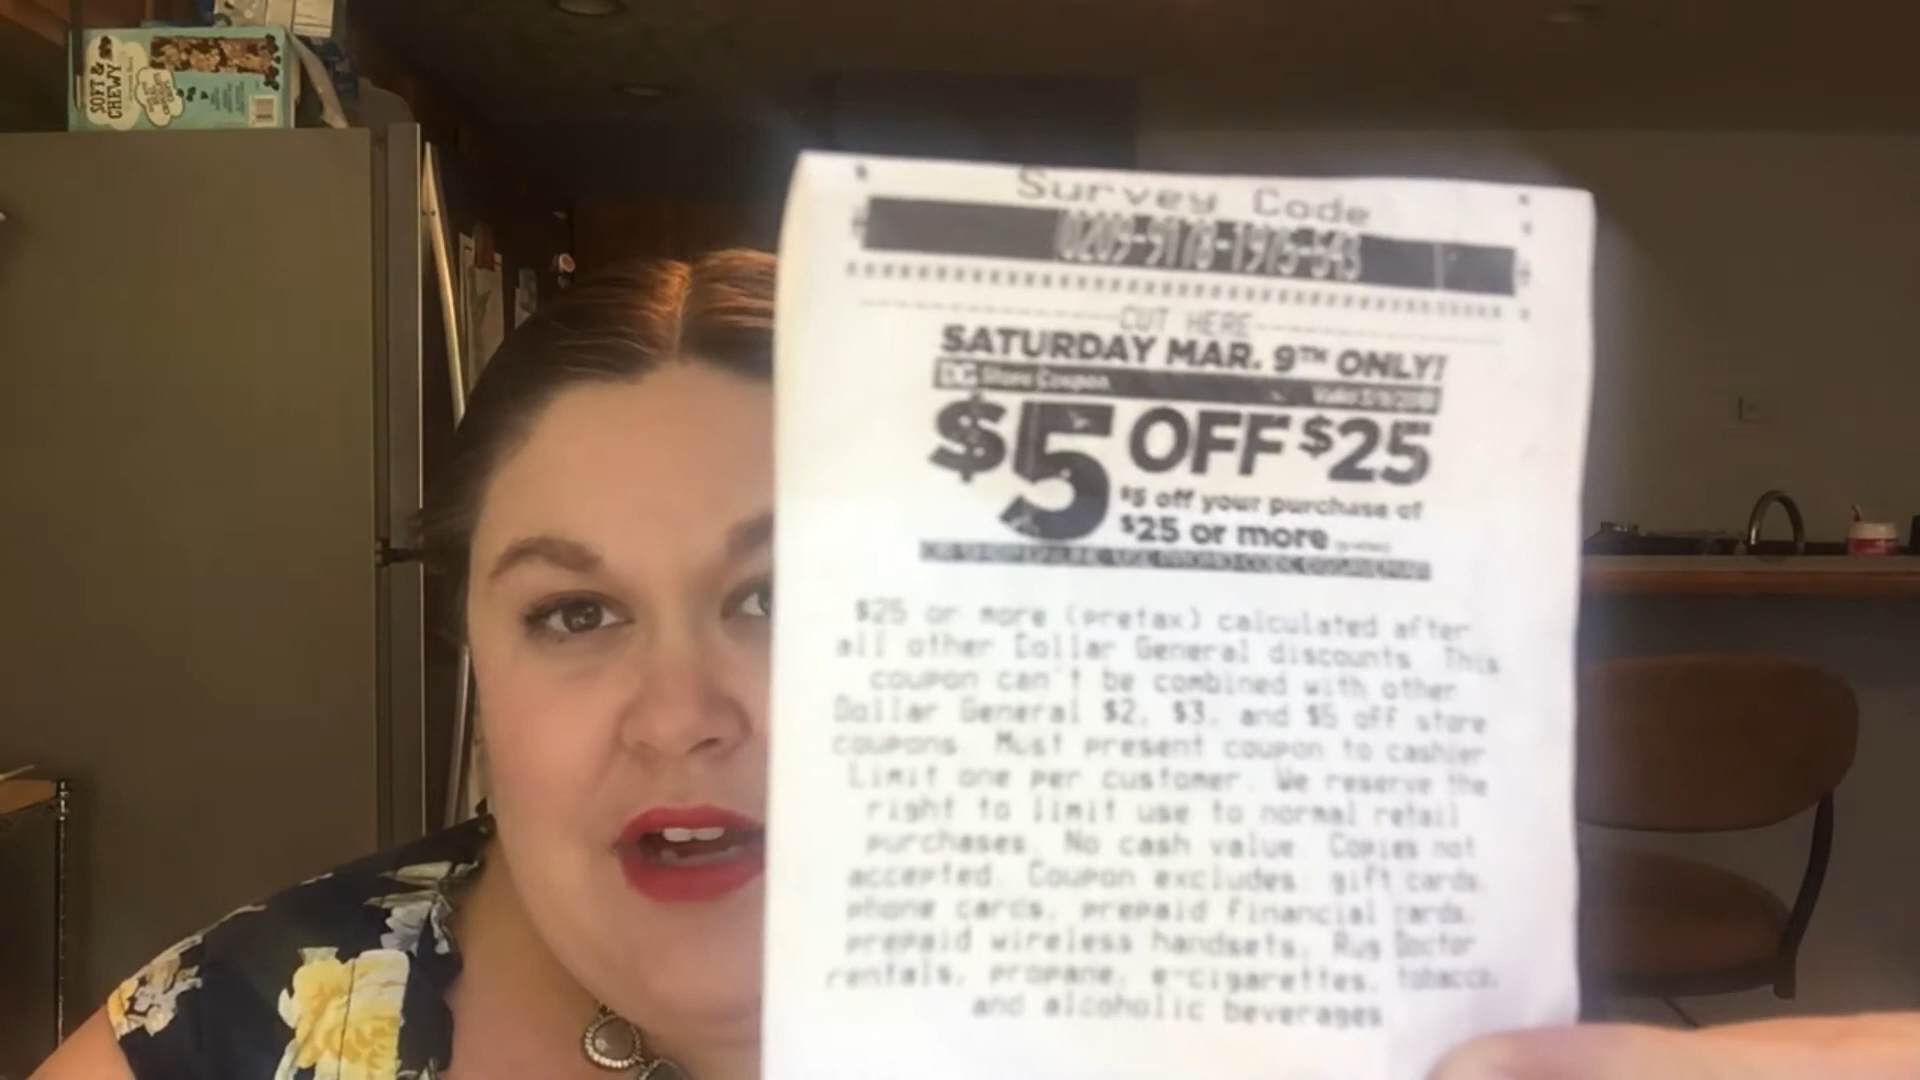 SOFT &
CHEWY
Survey Code
0209-9178-1975-543
CUT HERE
SATURDAY MAR. 9TH ONLY!
DG Store Coupon
$5 OFF $25
$5 off your purchase of
$25 or more (pretax)
$25 or more (pretax) calculated after
all other Dollar General discounts. This
coupon can't be combined with other
Dollar General $2, $3, and $5 off store
coupons. Must present coupon to cashier.
Limit one per customer. We reserve the
right to limit use to normal retail
purchases. No cash value. Copies not
accepted. Coupon excludes: gift cards,
phone cards, prepaid financial cards,
prepaid wireless handsets, Rug Doctor
rentals, propane, e-cigarettes, tobacco,
and alcoholic beverages